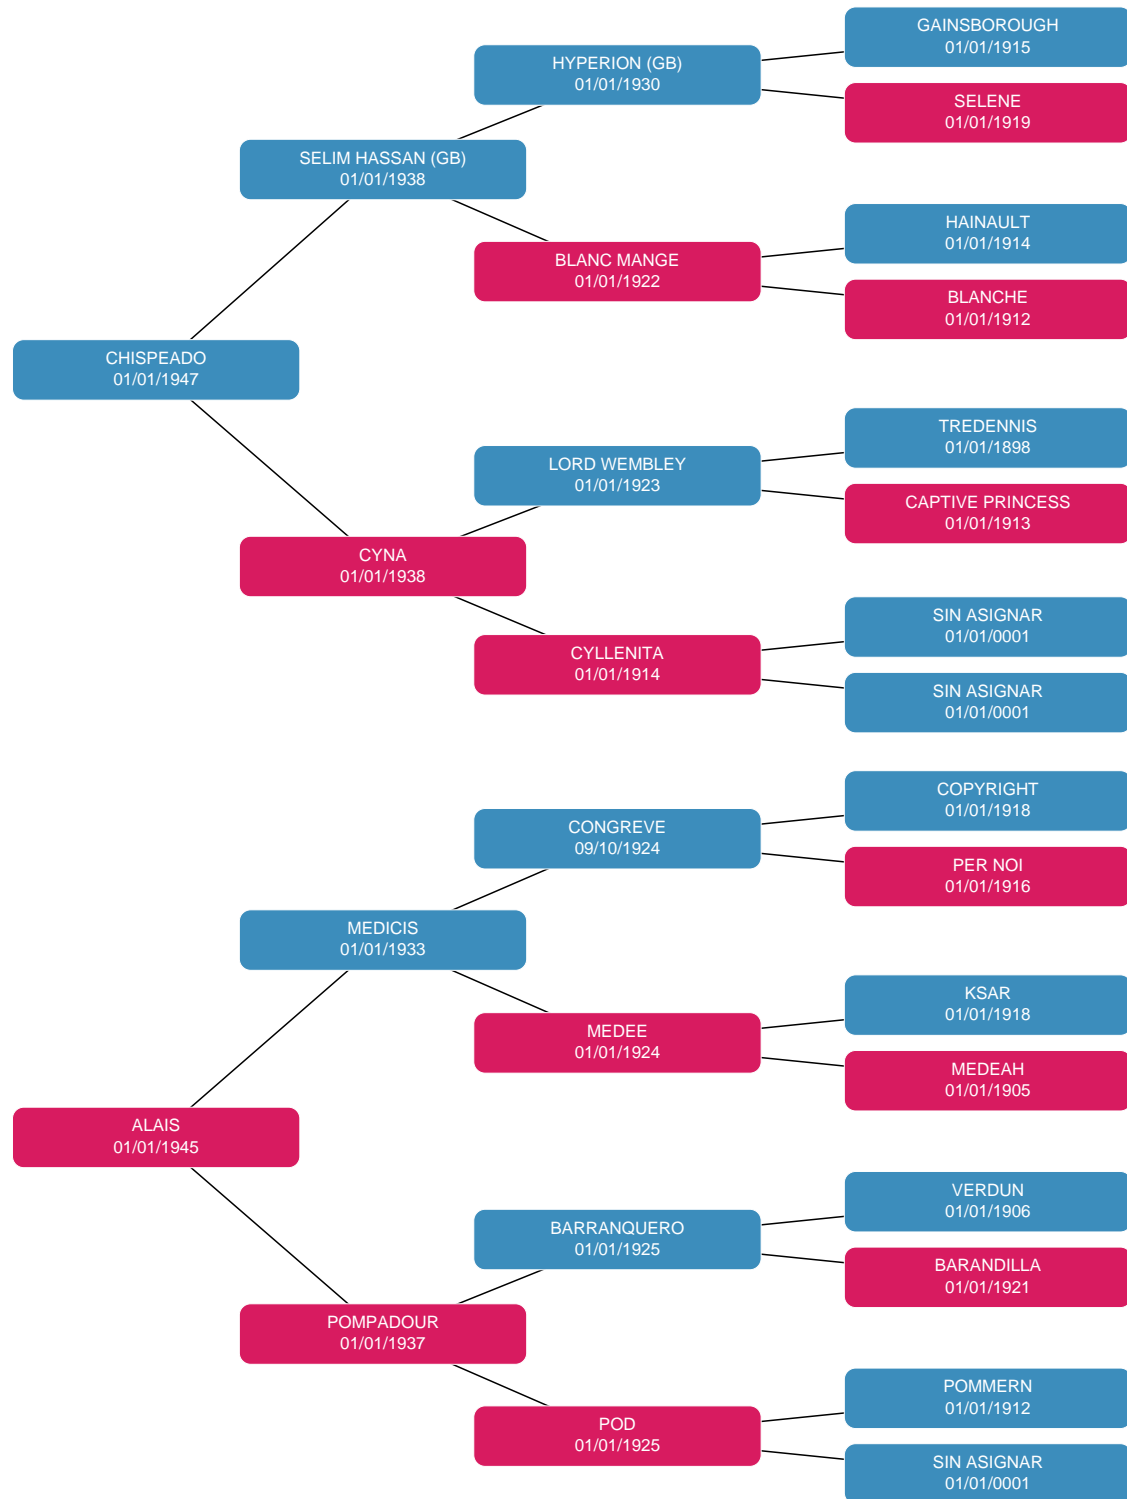 GAINSBOROUGH
01/01/1915
HYPERION (GB)
01/01/1930
SELENE
01/01/1919
SELIM HASSAN (GB)
01/01/1938
HAINAULT
01/01/1914
BLANC MANGE
01/01/1922
BLANCHE
01/01/1912
CHISPEADO
01/01/1947
TREDENNIS
01/01/1898
LORD WEMBLEY
01/01/1923
CAPTIVE PRINCESS
01/01/1913
CYNA
01/01/1938
SIN ASIGNAR
01/01/0001
CYLLENITA
01/01/1914
SIN ASIGNAR
01/01/0001
COPYRIGHT
01/01/1918
CONGREVE
09/10/1924
PER NOI
01/01/1916
MEDICIS
01/01/1933
KSAR
01/01/1918
MEDEE
01/01/1924
MEDEAH
01/01/1905
ALAIS
01/01/1945
VERDUN
01/01/1906
BARRANQUERO
01/01/1925
BARANDILLA
01/01/1921
POMPADOUR
01/01/1937
POMMERN
01/01/1912
POD
01/01/1925
SIN ASIGNAR
01/01/0001